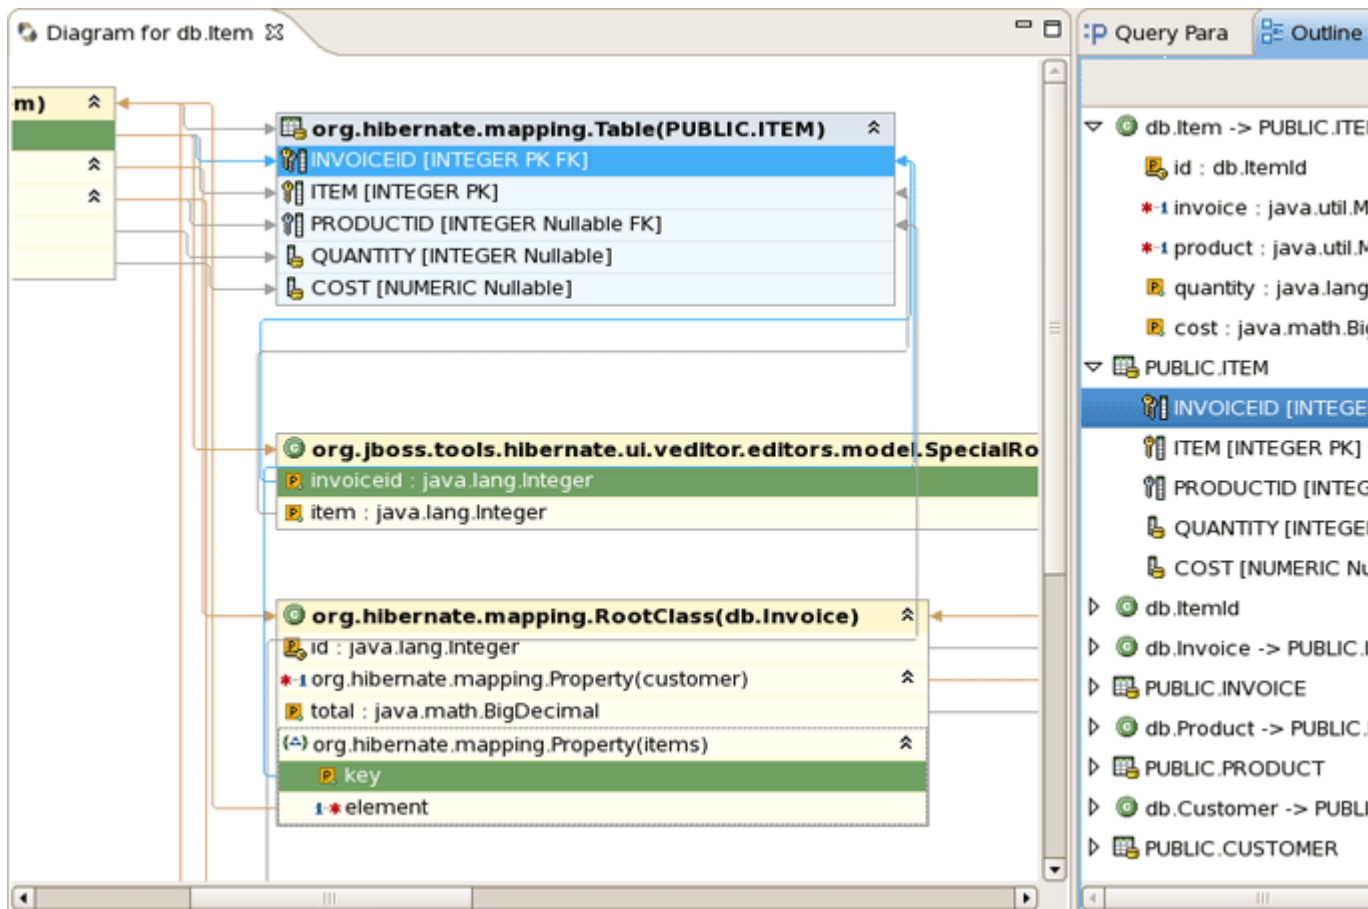 Diagram for db.Item
Query Para
Outline
m)
org.hibernate.mapping.Table(PUBLIC.ITEM)
INVOICEID [INTEGER PK FK]
ITEM [INTEGER PK]
PRODUCTID [INTEGER Nullable FK]
QUANTITY [INTEGER Nullable]
COST [NUMERIC Nullable]
org.jboss.tools.hibernate.ui.veditor.editors.model.SpecialRo
invoiceid : java.lang.Integer
item : java.lang.Integer
org.hibernate.mapping.RootClass(db.Invoice)
id : java.lang.Integer
org.hibernate.mapping.Property(customer)
total : java.math.BigDecimal
org.hibernate.mapping.Property(items)
key
element
db.Item -> PUBLIC.ITE
id : db.ItemId
invoice : java.util.M
product : java.util.M
quantity : java.lang
cost : java.math.Big
PUBLIC.ITEM
INVOICEID [INTEGE
ITEM [INTEGER PK]
PRODUCTID [INTEG
QUANTITY [INTEGE
COST [NUMERIC Nu
db.ItemId
db.Invoice -> PUBLIC.I
PUBLIC.INVOICE
db.Product -> PUBLIC.
PUBLIC.PRODUCT
db.Customer -> PUBLI
PUBLIC.CUSTOMER